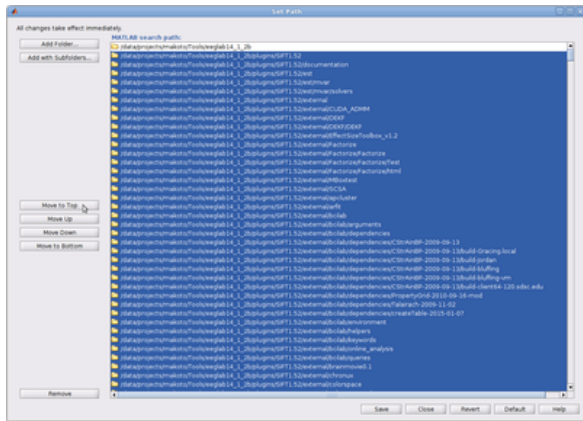 Set Path
All changes take effect immediately.
MATLAB search path:
Add Folder...
Add with Subfolders...
Move to Top
Move Up
Move Down
Move to Bottom
Remove
/data/projects/makoto/Tools/eeglab14_1_2b
/data/projects/makoto/Tools/eeglab14_1_2b/plugins/SIFT1.52
/data/projects/makoto/Tools/eeglab14_1_2b/plugins/SIFT1.52/documentation
/data/projects/makoto/Tools/eeglab14_1_2b/plugins/SIFT1.52/est
/data/projects/makoto/Tools/eeglab14_1_2b/plugins/SIFT1.52/est/mvar
/data/projects/makoto/Tools/eeglab14_1_2b/plugins/SIFT1.52/est/mvar/solvers
/data/projects/makoto/Tools/eeglab14_1_2b/plugins/SIFT1.52/external
/data/projects/makoto/Tools/eeglab14_1_2b/plugins/SIFT1.52/external/CUDA_ADMM
/data/projects/makoto/Tools/eeglab14_1_2b/plugins/SIFT1.52/external/DEKF
/data/projects/makoto/Tools/eeglab14_1_2b/plugins/SIFT1.52/external/DEKF/DEKF
/data/projects/makoto/Tools/eeglab14_1_2b/plugins/SIFT1.52/external/EffectSizeToolbox_v1.2
/data/projects/makoto/Tools/eeglab14_1_2b/plugins/SIFT1.52/external/Factorize
/data/projects/makoto/Tools/eeglab14_1_2b/plugins/SIFT1.52/external/Factorize/Factorize
/data/projects/makoto/Tools/eeglab14_1_2b/plugins/SIFT1.52/external/Factorize/Factorize/Test
/data/projects/makoto/Tools/eeglab14_1_2b/plugins/SIFT1.52/external/Factorize/Factorize/html
/data/projects/makoto/Tools/eeglab14_1_2b/plugins/SIFT1.52/external/MBoxtest
/data/projects/makoto/Tools/eeglab14_1_2b/plugins/SIFT1.52/external/SCSA
/data/projects/makoto/Tools/eeglab14_1_2b/plugins/SIFT1.52/external/apcluster
/data/projects/makoto/Tools/eeglab14_1_2b/plugins/SIFT1.52/external/arfit
/data/projects/makoto/Tools/eeglab14_1_2b/plugins/SIFT1.52/external/bcilab
/data/projects/makoto/Tools/eeglab14_1_2b/plugins/SIFT1.52/external/bcilab/arguments
/data/projects/makoto/Tools/eeglab14_1_2b/plugins/SIFT1.52/external/bcilab/dependencies
/data/projects/makoto/Tools/eeglab14_1_2b/plugins/SIFT1.52/external/bcilab/dependencies/CStrAinBP-2009-09-13
/data/projects/makoto/Tools/eeglab14_1_2b/plugins/SIFT1.52/external/bcilab/dependencies/CStrAinBP-2009-09-13/build-Gracing.local
/data/projects/makoto/Tools/eeglab14_1_2b/plugins/SIFT1.52/external/bcilab/dependencies/CStrAinBP-2009-09-13/build-jordan
/data/projects/makoto/Tools/eeglab14_1_2b/plugins/SIFT1.52/external/bcilab/dependencies/CStrAinBP-2009-09-13/build-bluffing
/data/projects/makoto/Tools/eeglab14_1_2b/plugins/SIFT1.52/external/bcilab/dependencies/CStrAinBP-2009-09-13/build-bluffing-vm
/data/projects/makoto/Tools/eeglab14_1_2b/plugins/SIFT1.52/external/bcilab/dependencies/CStrAinBP-2009-09-13/build-client64-120.sdsc.edu
/data/projects/makoto/Tools/eeglab14_1_2b/plugins/SIFT1.52/external/bcilab/dependencies/PropertyGrid-2010-09-16-mod
/data/projects/makoto/Tools/eeglab14_1_2b/plugins/SIFT1.52/external/bcilab/dependencies/Talairach-2009-11-02
/data/projects/makoto/Tools/eeglab14_1_2b/plugins/SIFT1.52/external/bcilab/dependencies/createTable-2015-01-07
/data/projects/makoto/Tools/eeglab14_1_2b/plugins/SIFT1.52/external/bcilab/environment
/data/projects/makoto/Tools/eeglab14_1_2b/plugins/SIFT1.52/external/bcilab/helpers
/data/projects/makoto/Tools/eeglab14_1_2b/plugins/SIFT1.52/external/bcilab/keywords
/data/projects/makoto/Tools/eeglab14_1_2b/plugins/SIFT1.52/external/bcilab/online_analysis
/data/projects/makoto/Tools/eeglab14_1_2b/plugins/SIFT1.52/external/bcilab/queries
/data/projects/makoto/Tools/eeglab14_1_2b/plugins/SIFT1.52/external/brainmovie0.1
/data/projects/makoto/Tools/eeglab14_1_2b/plugins/SIFT1.52/external/chronux
/data/projects/makoto/Tools/eeglab14_1_2b/plugins/SIFT1.52/external/colorspace
Save
Close
Revert
Default
Help